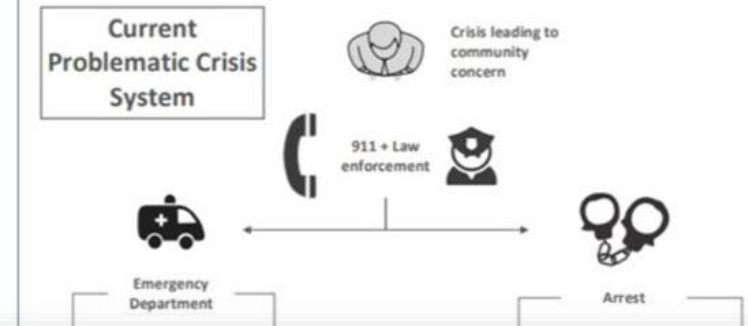 Current
Problematic Crisis
System
Crisis leading to
community
concern
911 + Law
enforcement
Emergency
Department
Arrest